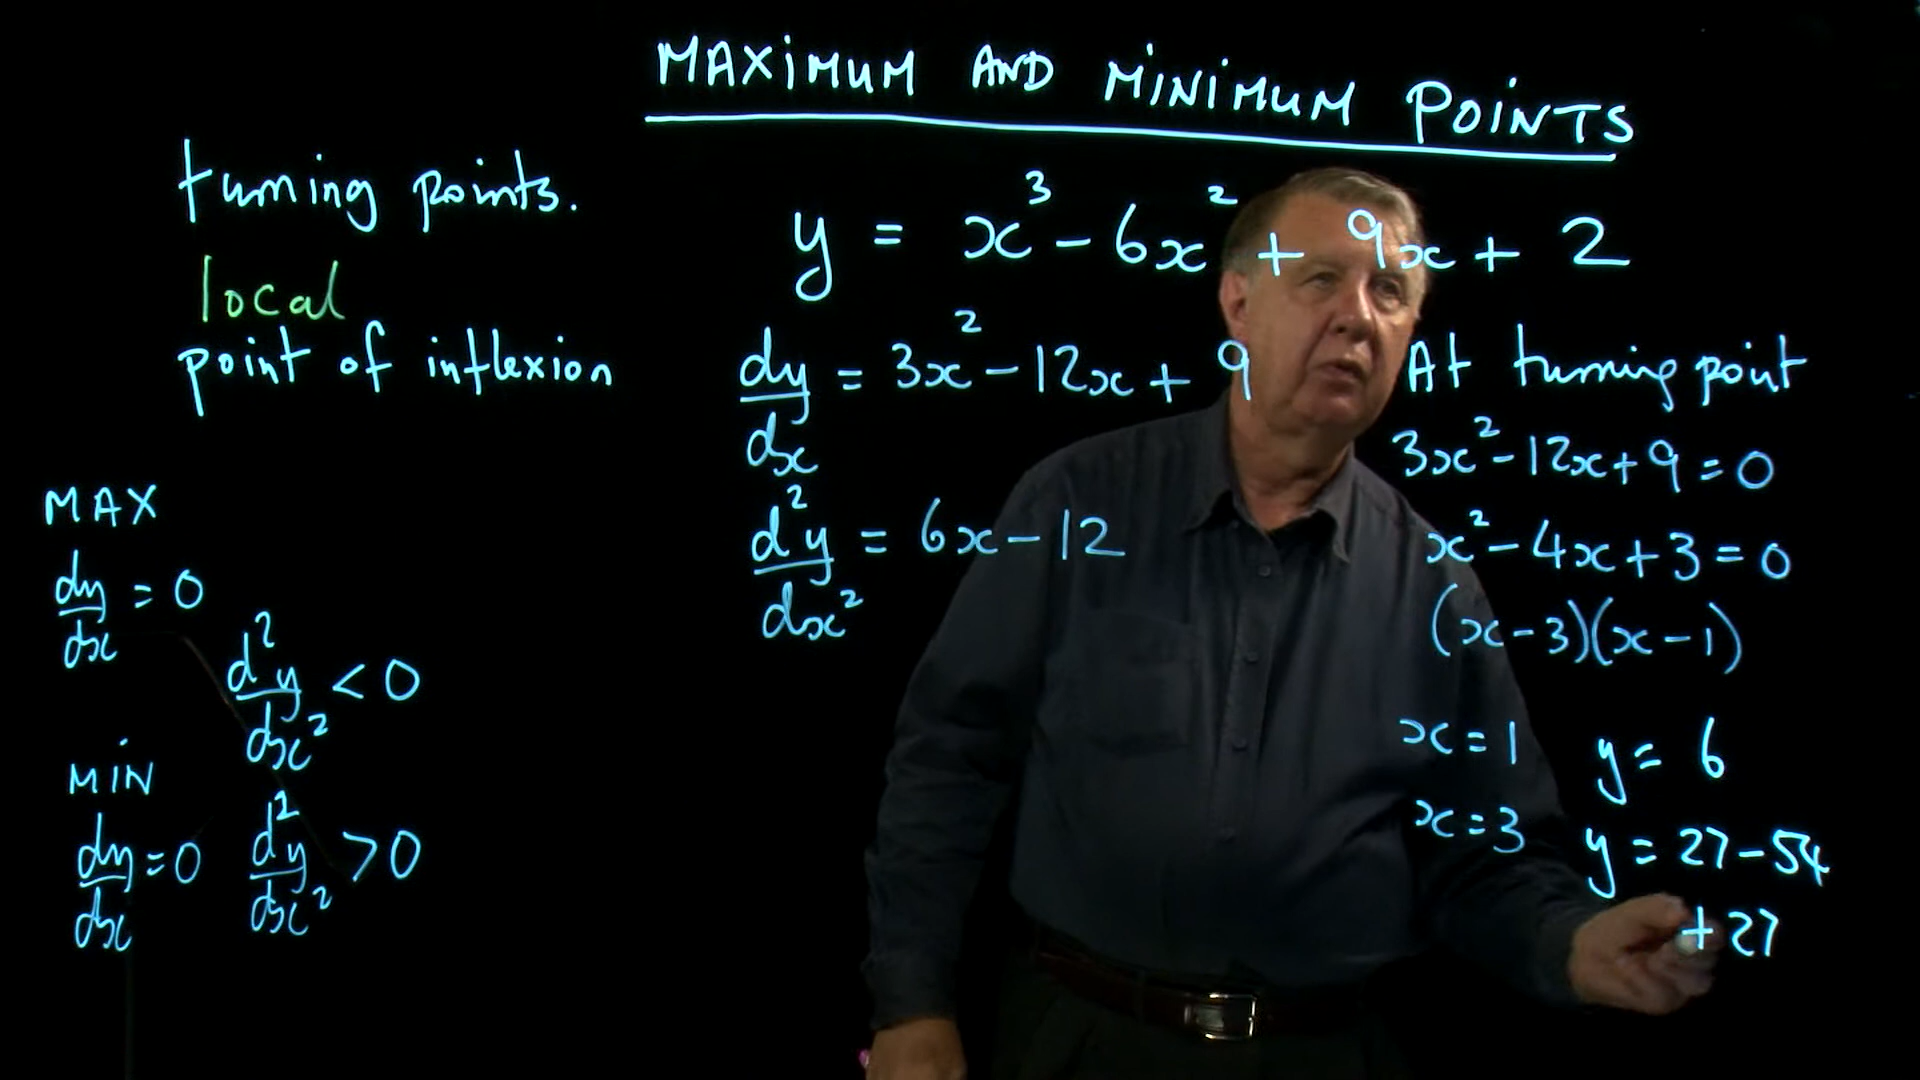 MAXIMUM AND MINIMUM POINTS
turning points.
local
point of inflexion
MAX
dy/dx = 0
d²y/dx² < 0
MIN
dy/dx = 0 d²y/dx² > 0
y = x³ - 6x² + 9x + 2
dy/dx = 3x² - 12x + 9
d²y/dx² = 6x - 12
At turning point
3x² - 12x + 9 = 0
x² - 4x + 3 = 0
(x - 3)(x - 1)
x = 1 y = 6
x = 3 y = 27 - 54
+ 27